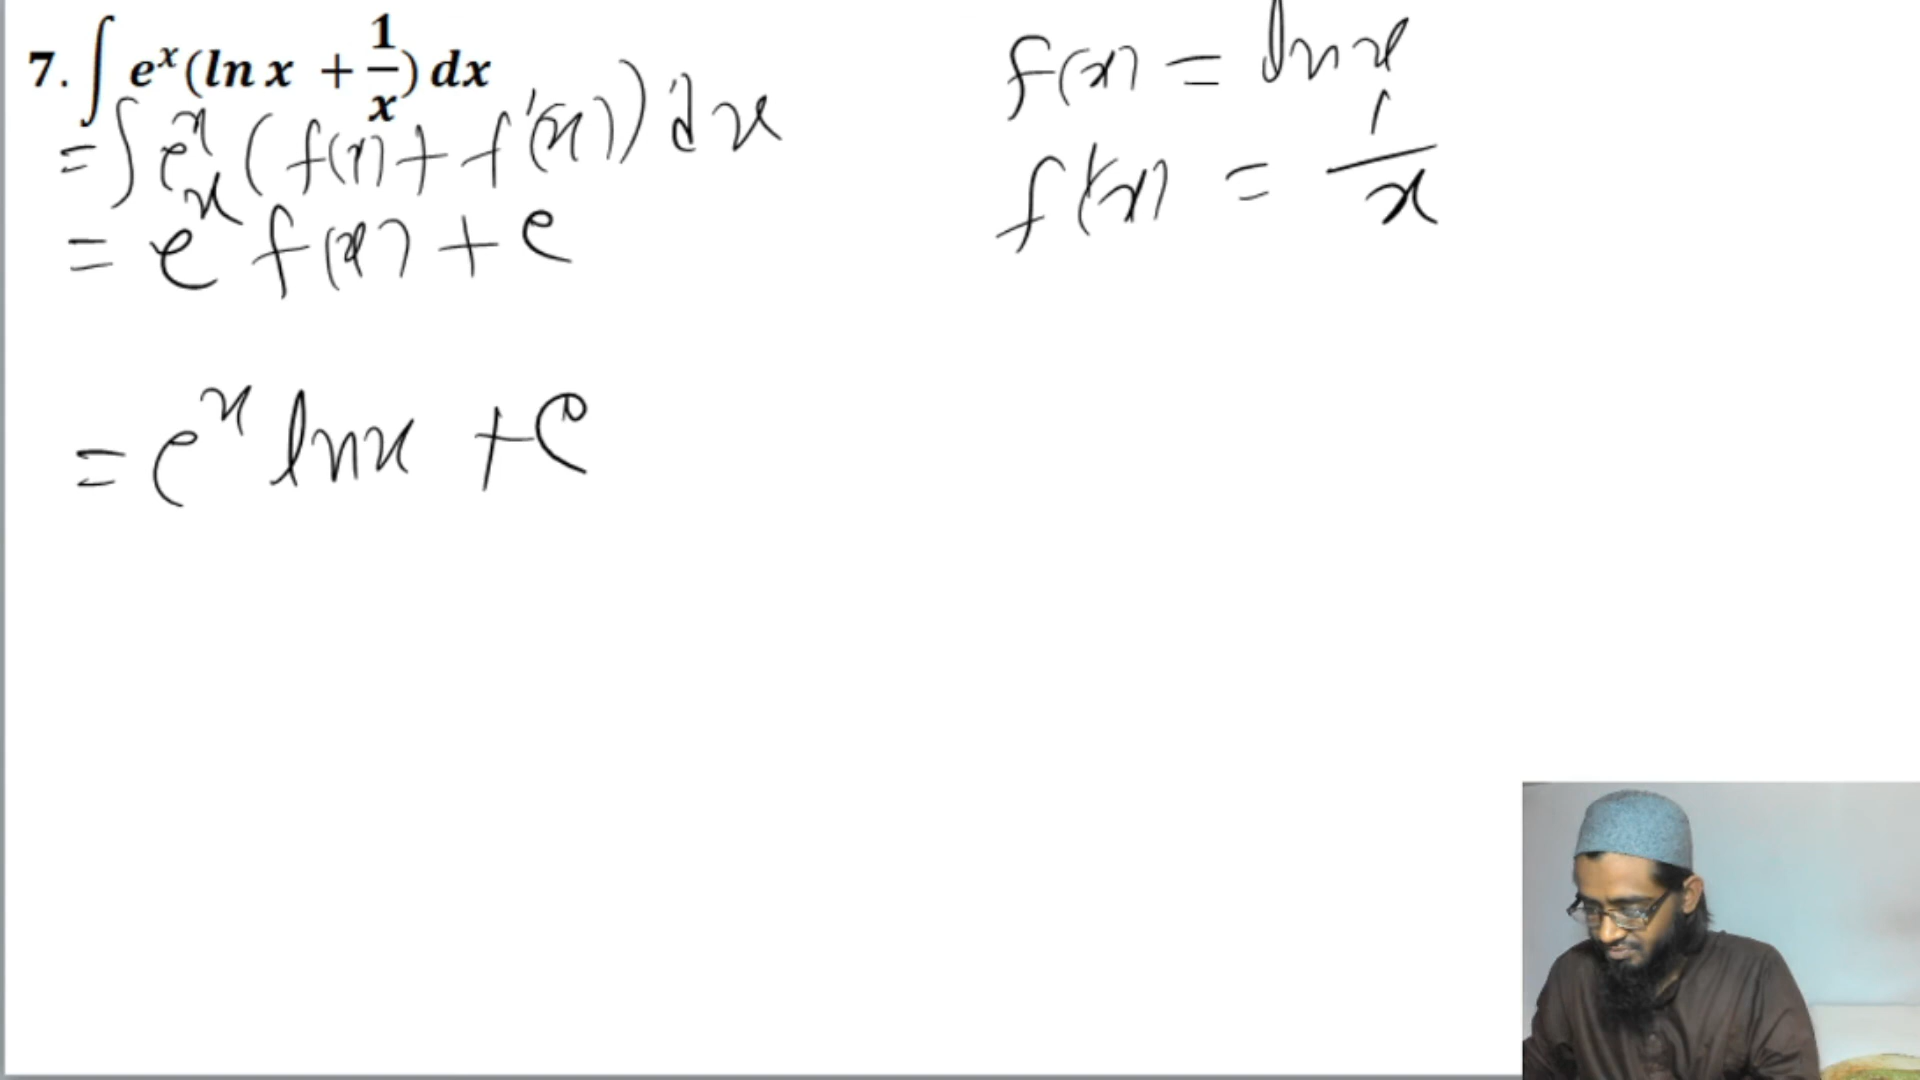 7. ∫ eˣ(ln x + 1/x) dx
= ∫ eˣ (f(x) + f'(x)) dx
= eˣ f(x) + c
= eˣ ln x + c
f(x) = ln x
f'(x) = 1/x